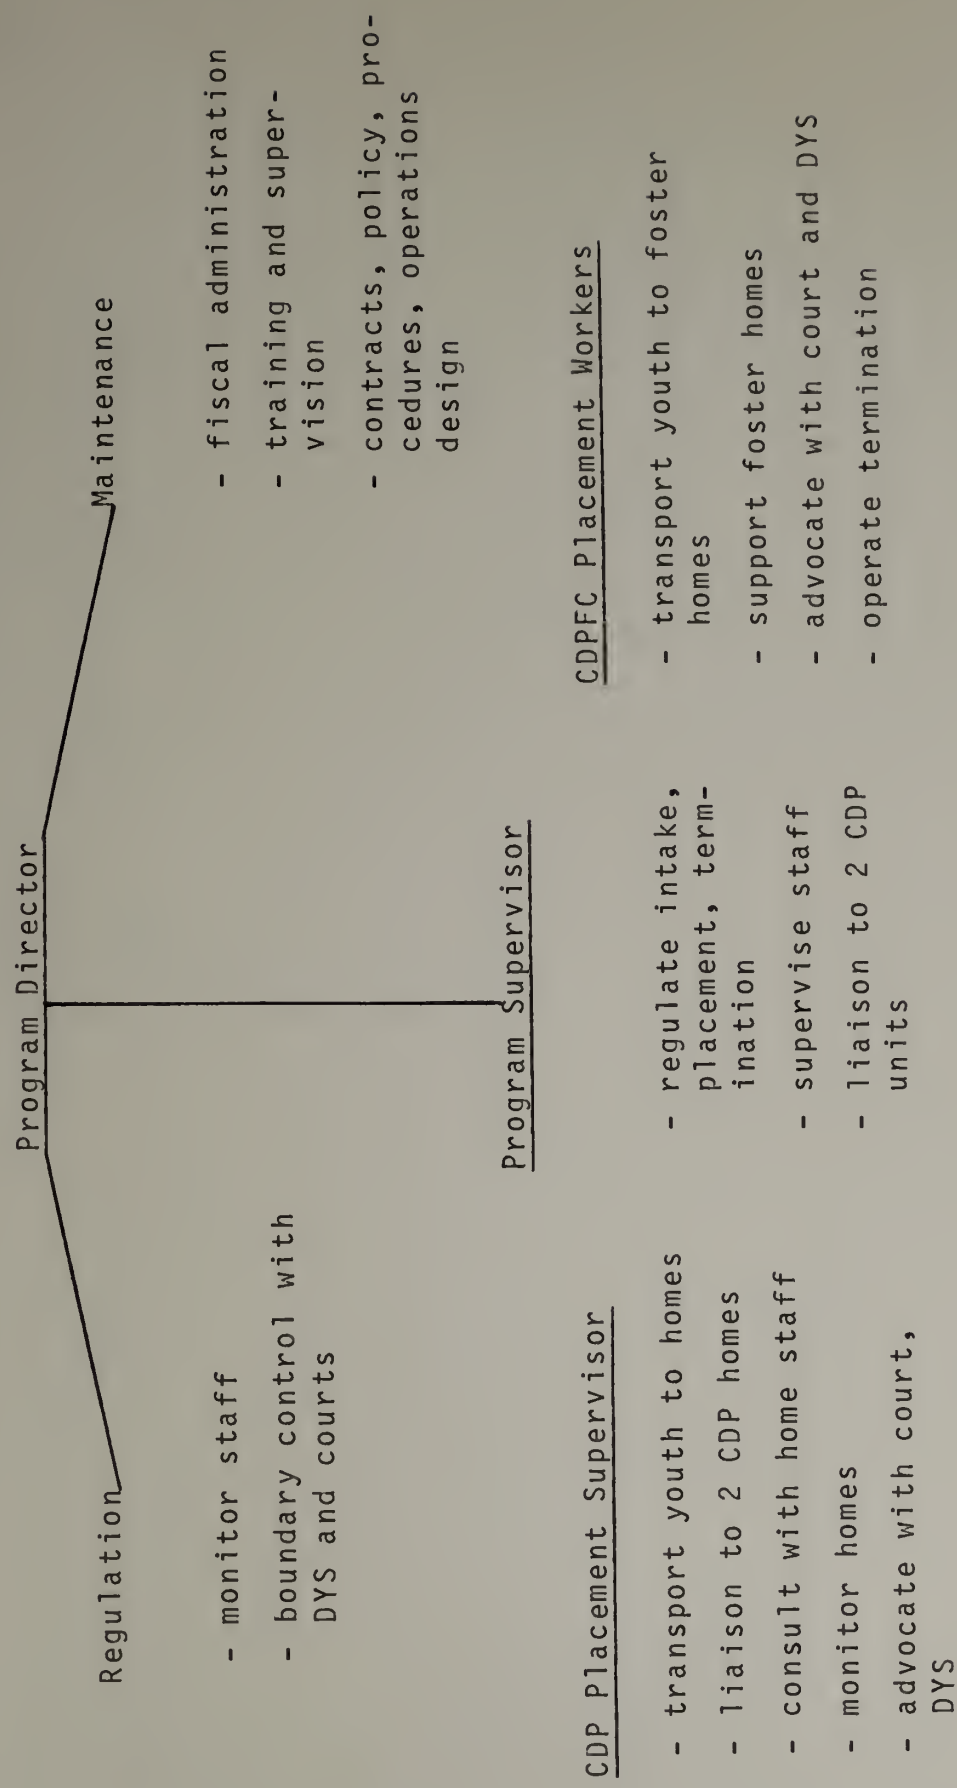 Program Director
Regulation
- monitor staff
- boundary control with
DYS and courts
Maintenance
- fiscal administration
- training and super-
vision
- contracts, policy, pro-
cedures, operations
design
Program Supervisor
- regulate intake,
placement, term-
ination
- supervise staff
- liaison to 2 CDP
units
CDP Placement Supervisor
- transport youth to homes
- liaison to 2 CDP homes
- consult with home staff
- monitor homes
- advocate with court,
DYS
CDPFC Placement Workers
- transport youth to foster
homes
- support foster homes
- advocate with court and DYS
- operate termination